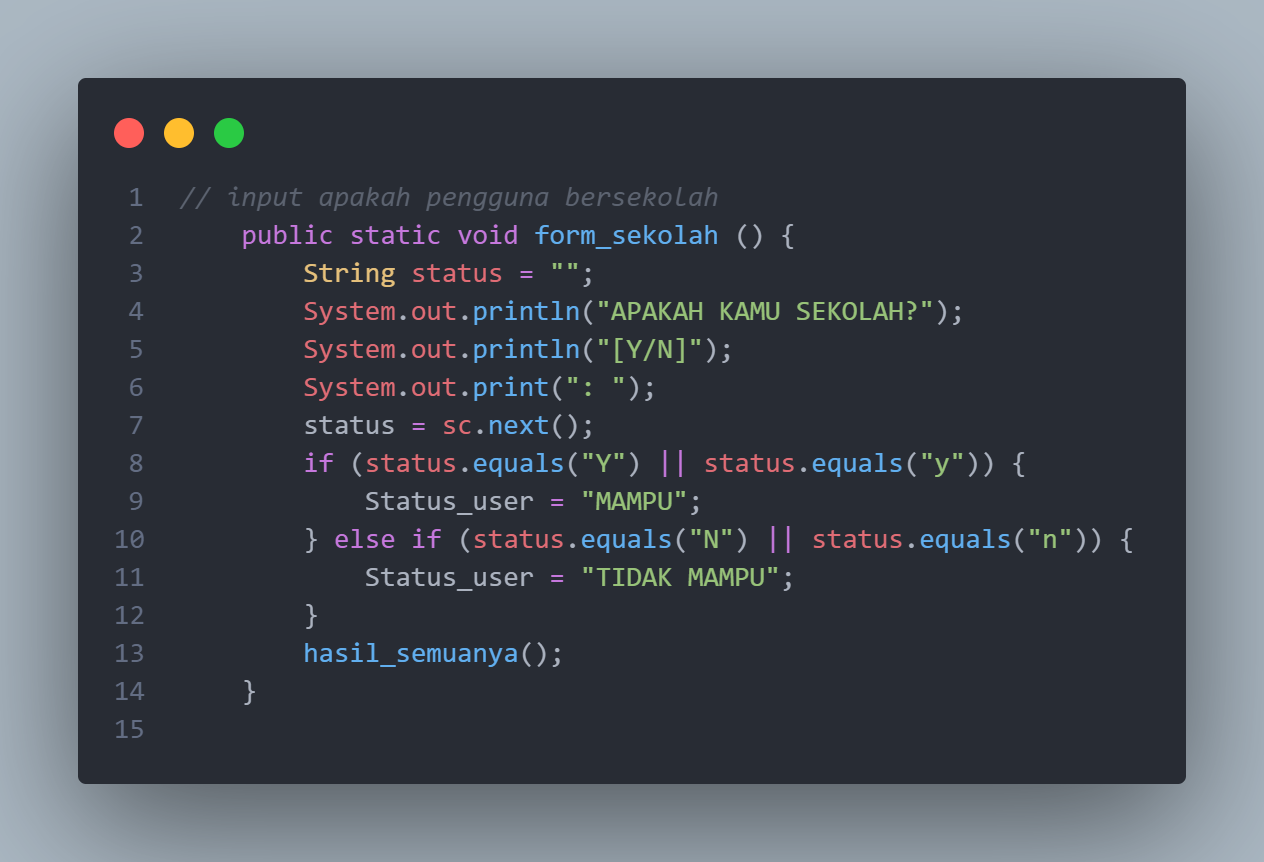 1 // input apakah pengguna bersekolah
2     public static void form_sekolah () {
3         String status = "";
4         System.out.println("APAKAH KAMU SEKOLAH?");
5         System.out.println("[Y/N]");
6         System.out.print(": ");
7         status = sc.next();
8         if (status.equals("Y") || status.equals("y")) {
9             Status_user = "MAMPU";
10         } else if (status.equals("N") || status.equals("n")) {
11             Status_user = "TIDAK MAMPU";
12         }
13         hasil_semuanya();
14     }
15